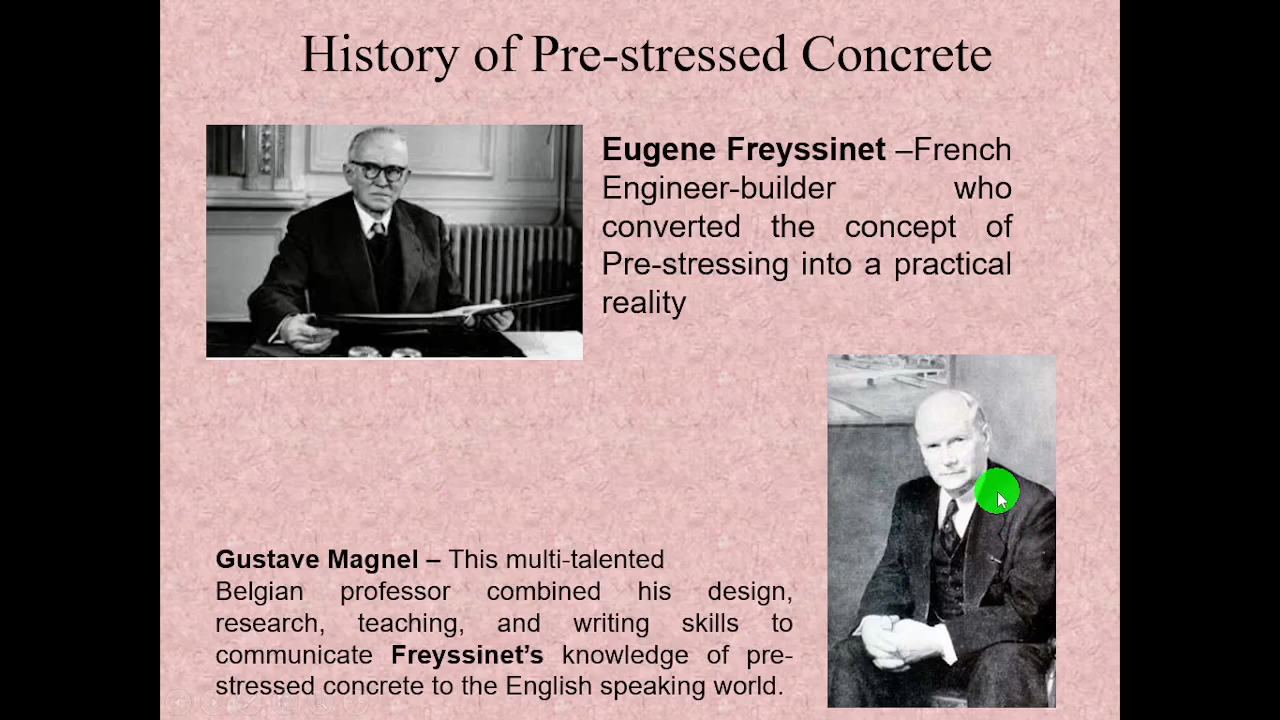 History of Pre-stressed Concrete
Eugene Freyssinet –French
Engineer-builder who
converted the concept of
Pre-stressing into a practical
reality
Gustave Magnel – This multi-talented
Belgian professor combined his design,
research, teaching, and writing skills to
communicate Freyssinet’s knowledge of pre-
stressed concrete to the English speaking world.